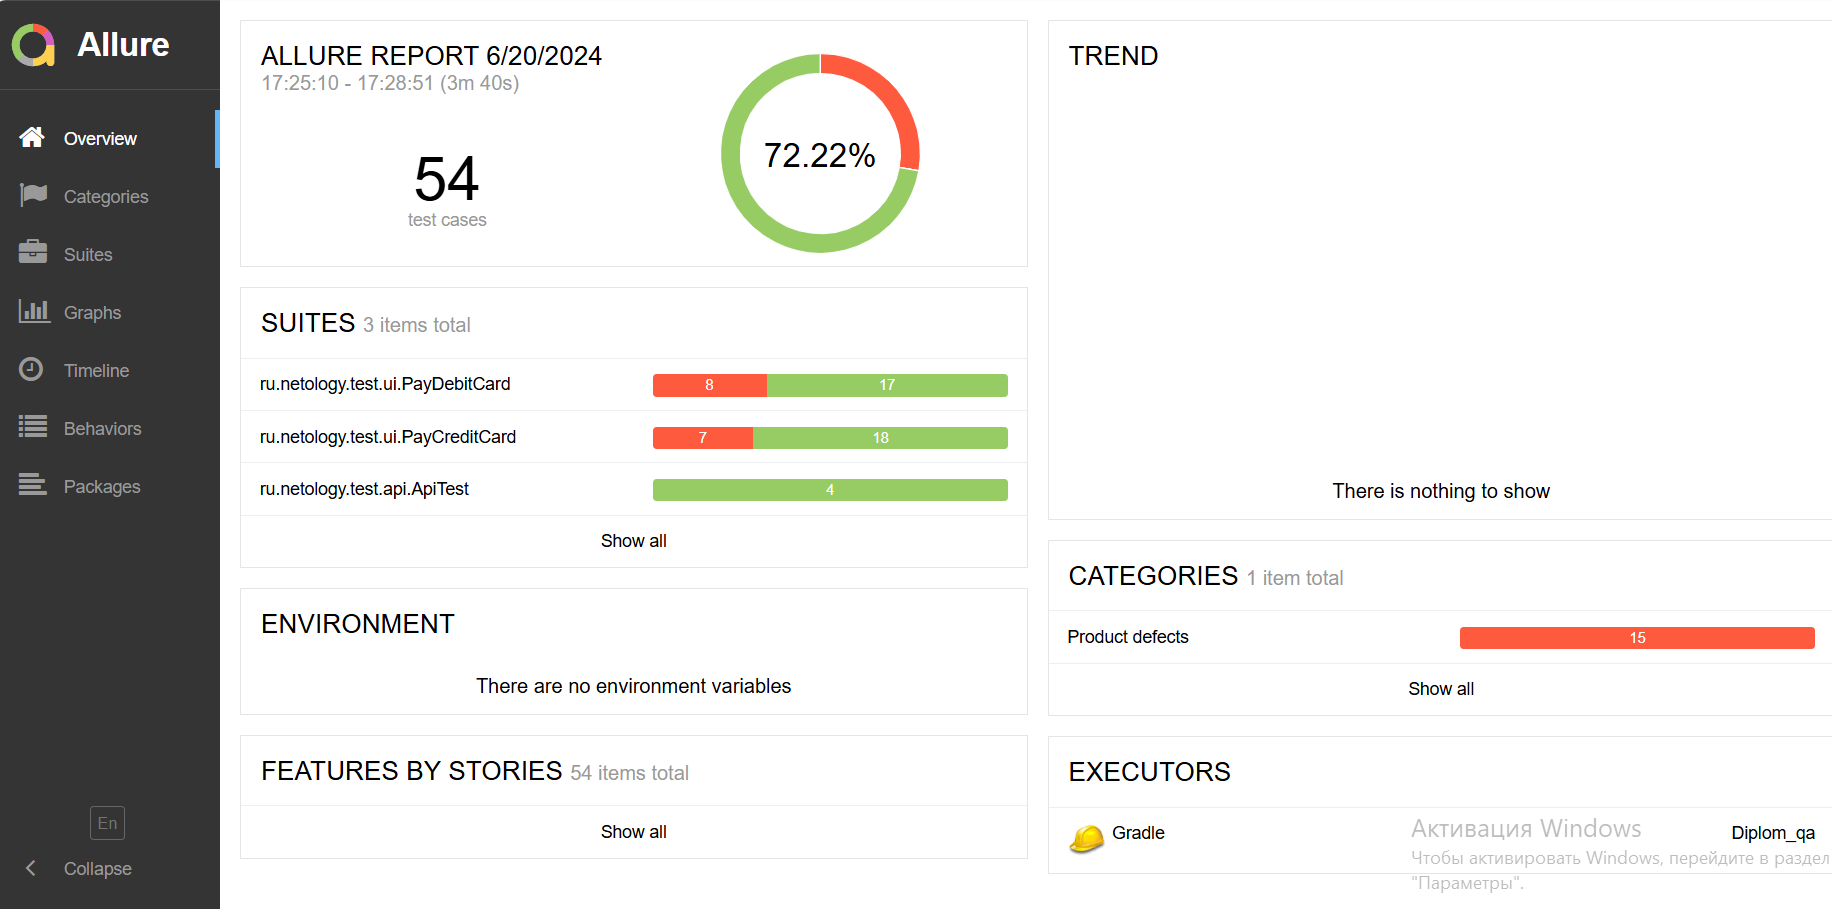 Allure
Overview
Categories
Suites
Graphs
Timeline
Behaviors
Packages
En
Collapse
ALLURE REPORT 6/20/2024
17:25:10 - 17:28:51 (3m 40s)
54
test cases
72.22%
SUITES 3 items total
ru.netology.test.ui.PayDebitCard 8 17
ru.netology.test.ui.PayCreditCard 7 18
ru.netology.test.api.ApiTest 4
Show all
ENVIRONMENT
There are no environment variables
FEATURES BY STORIES 54 items total
Show all
TREND
There is nothing to show
CATEGORIES 1 item total
Product defects 15
Show all
EXECUTORS
Gradle Diplom_qa
Активация Windows
Чтобы активировать Windows, перейдите в раздел
"Параметры".